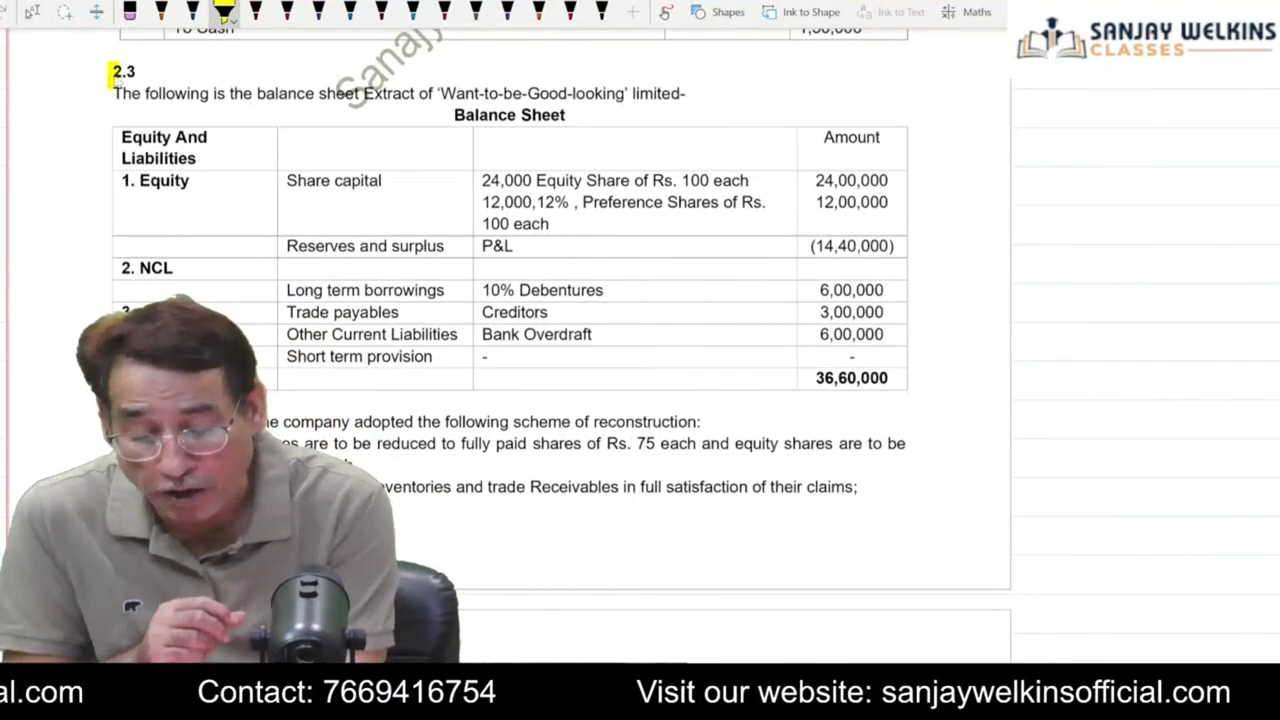 Shapes Ink to Shape Ink to Text Maths
SANJAY WELKINS
CLASSES
To Cash 1,50,000
Sanajy
2.3
The following is the balance sheet Extract of ‘Want-to-be-Good-looking’ limited-
Balance Sheet
Equity And Liabilities Amount
1. Equity Share capital 24,000 Equity Share of Rs. 100 each 24,00,000
12,000,12% , Preference Shares of Rs. 100 each 12,00,000
Reserves and surplus P&L (14,40,000)
2. NCL
Long term borrowings 10% Debentures 6,00,000
Trade payables Creditors 3,00,000
Other Current Liabilities Bank Overdraft 6,00,000
Short term provision - -
36,60,000
company adopted the following scheme of reconstruction:
are to be reduced to fully paid shares of Rs. 75 each and equity shares are to be
and trade Receivables in full satisfaction of their claims;
al.com Contact: 7669416754 Visit our website: sanjaywelkinsofficial.com